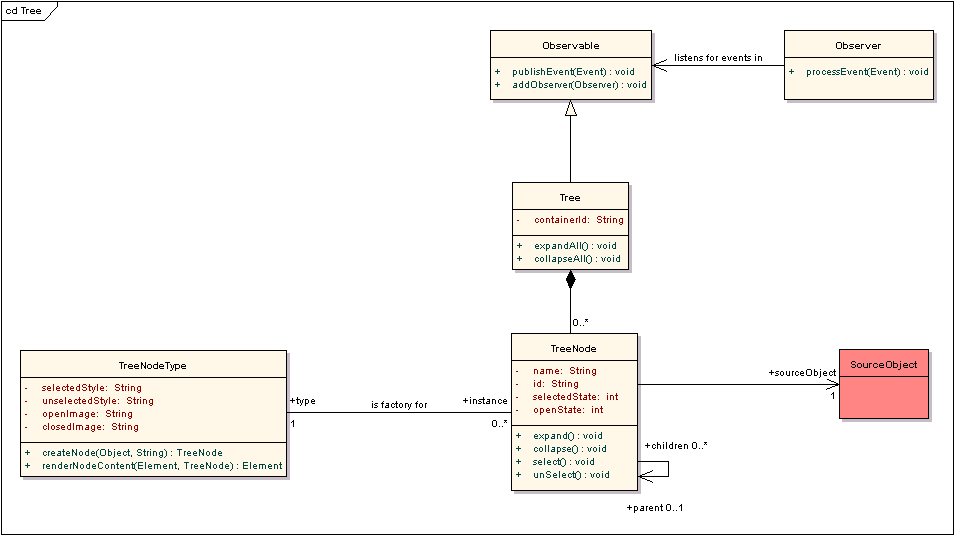 cd Tree
Observable
+ publishEvent(Event) : void
+ addObserver(Observer) : void
listens for events in
Observer
+ processEvent(Event) : void
Tree
- containerId: String
+ expandAll() : void
+ collapseAll() : void
0..*
TreeNodeType
- selectedStyle: String
- unselectedStyle: String
- openImage: String
- closedImage: String
+ createNode(Object, String) : TreeNode
+ renderNodeContent(Element, TreeNode) : Element
+type
1
is factory for
+instance
0..*
TreeNode
- name: String
- id: String
- selectedState: int
- openState: int
+ expand() : void
+ collapse() : void
+ select() : void
+ unSelect() : void
+sourceObject
1
SourceObject
+children 0..*
+parent 0..1